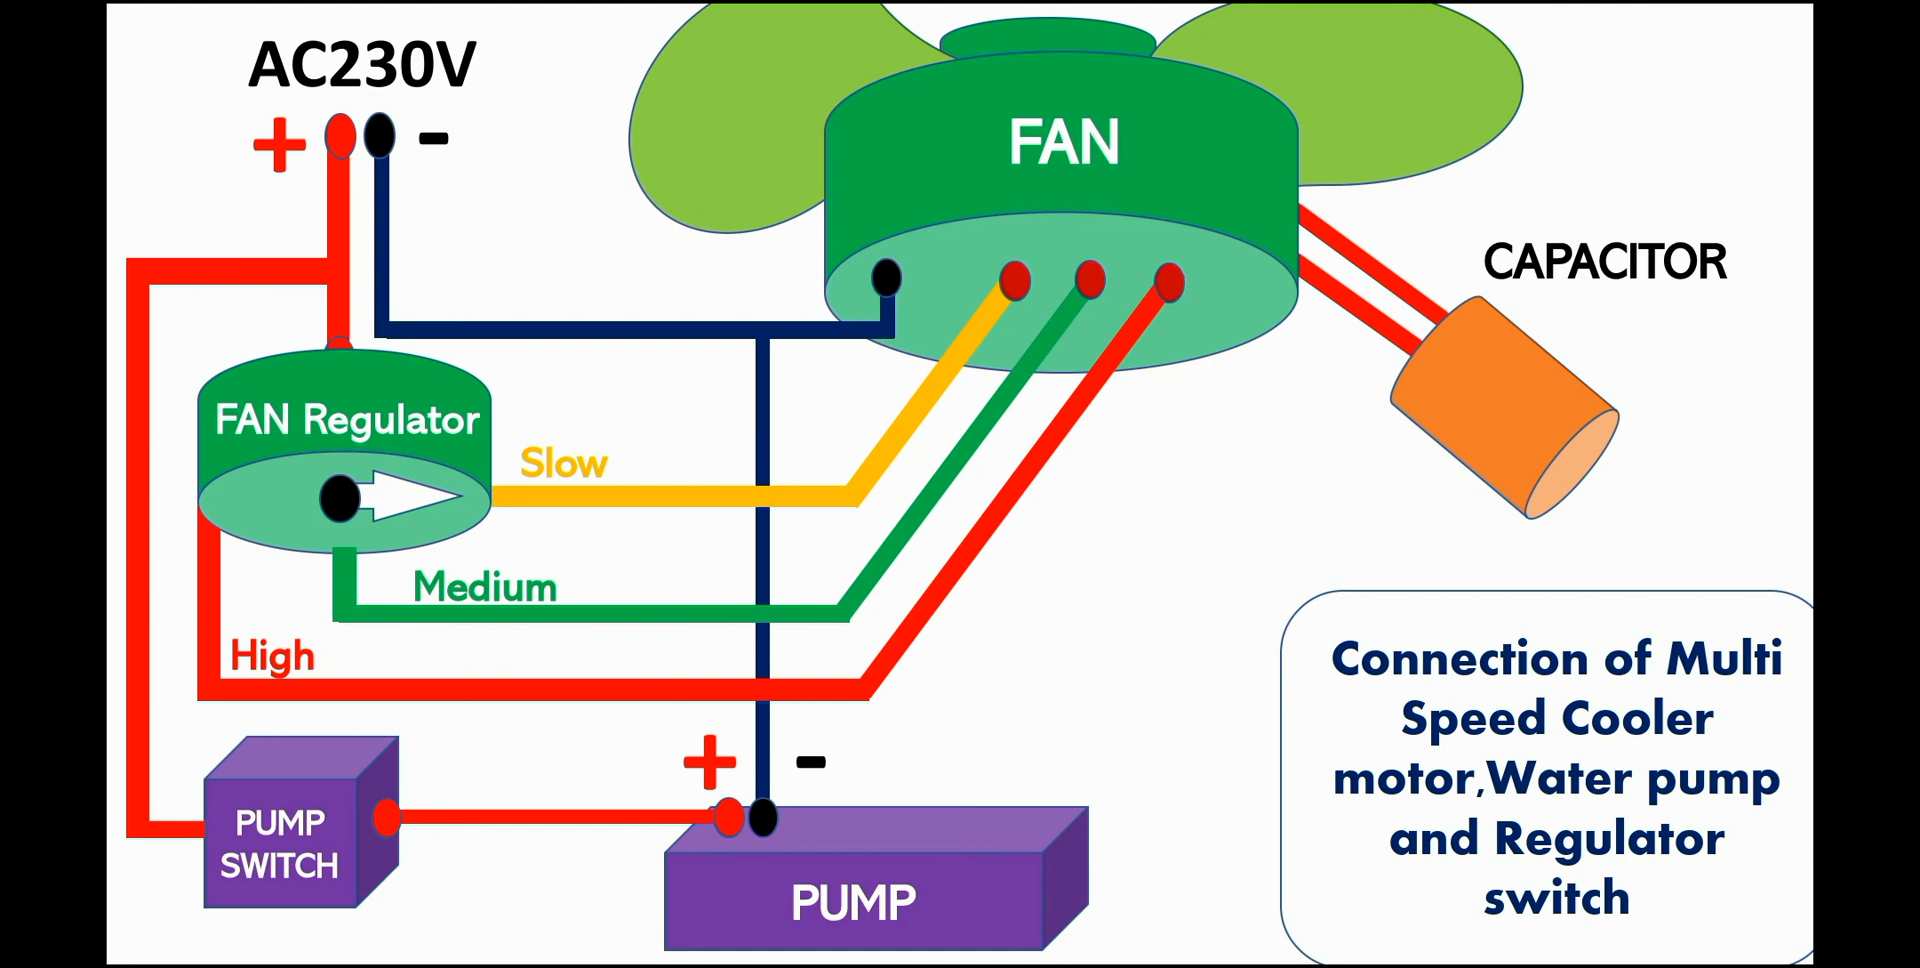 AC230V
+ -
FAN
CAPACITOR
FAN Regulator
Slow
Medium
High
+ -
PUMP
SWITCH
PUMP
Connection of Multi
Speed Cooler
motor,Water pump
and Regulator
switch